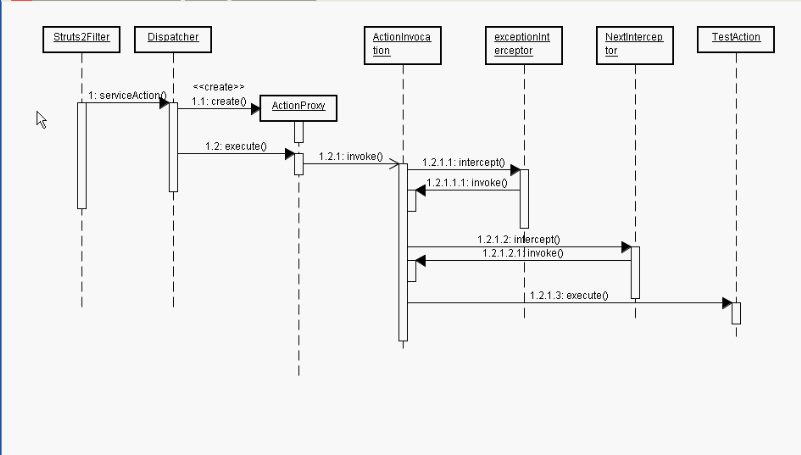 Struts2Filter
Dispatcher
ActionInvoca
tion
exceptionInt
erceptor
NextIntercep
tor
TestAction
<<create>>
1: serviceAction()
1.1: create()
ActionProxy
1.2: execute()
1.2.1: invoke()
1.2.1.1: intercept()
1.2.1.1.1: invoke()
1.2.1.2: intercept()
1.2.1.2.1: invoke()
1.2.1.3: execute()